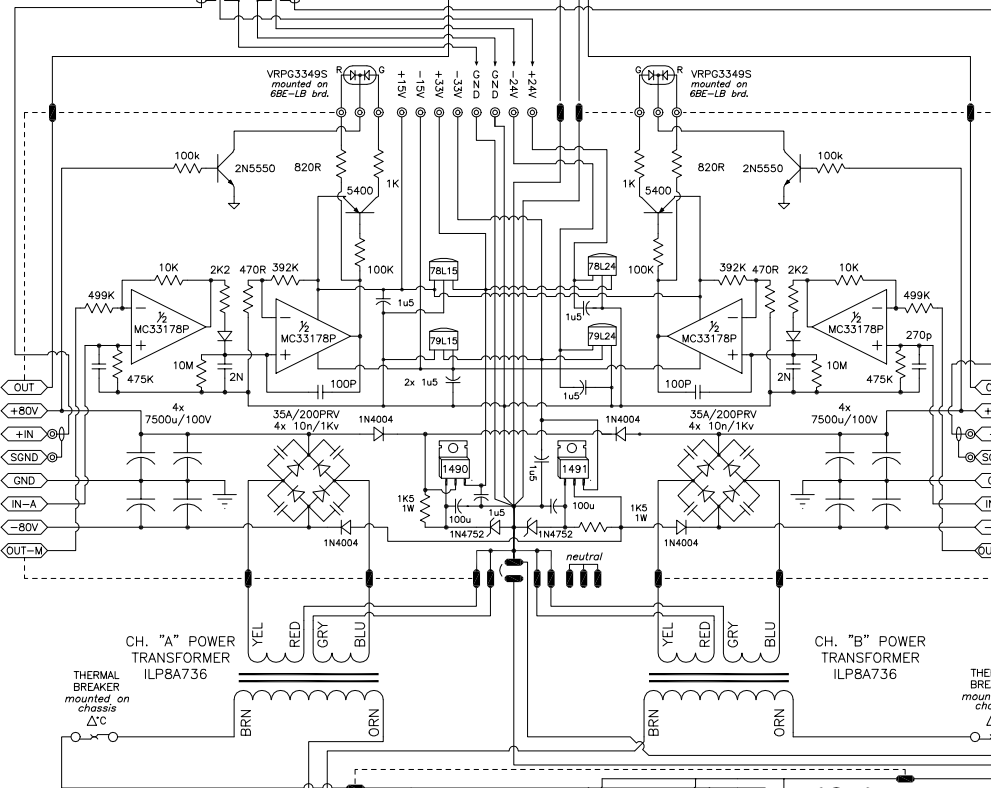 VRPG3349S
mounted on
6BE-LB brd.
R G
+15V
-15V
+33V
-33V
GND
GND
-24V
+24V
G R
VRPG3349S
mounted on
6BE-LB brd.
100k
2N5550
820R
1K
5400
1K
5400
820R
2N5550
100k
10K
2K2
470R
392K
100K
78L15
78L24
100K
392K
470R
2K2
10K
499K
½
MC33178P
½
MC33178P
1u5
1u5
½
MC33178P
½
MC33178P
499K
270p
79L15
79L24
475K
10M
2N
100P
2x 1u5
1u5
100P
2N
10M
475K
OUT
+80V
+IN
SGND
GND
IN-A
-80V
OUT-M
4x
7500u/100V
35A/200PRV
4x 10n/1Kv
1N4004
1N4004
35A/200PRV
4x 10n/1Kv
4x
7500u/100V
1490
1u5
1491
1K5
1W
100u
1u5
100u
1K5
1W
1N4004
1N4752
1N4752
1N4004
neutral
YEL
RED
GRY
BLU
YEL
RED
GRY
BLU
CH. "A" POWER
TRANSFORMER
ILP8A736
CH. "B" POWER
TRANSFORMER
ILP8A736
THERMAL
BREAKER
mounted on
chassis
△°C
BRN
ORN
BRN
ORN